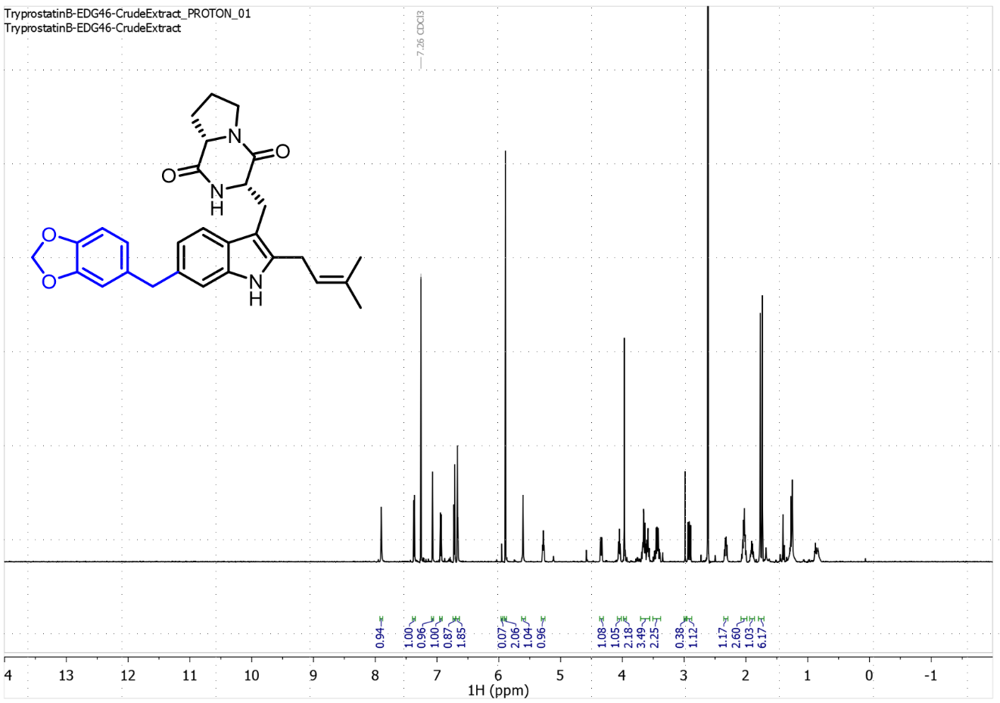 TryprostatinB-EDG46-CrudeExtract_PROTON_01
TryprostatinB-EDG46-CrudeExtract
7.26 CDCl3
N
O
O
N
H
O
O
N
H
0.94
1.00
0.96
1.00
0.87
1.85
0.07
2.06
1.04
0.96
1.08
1.05
2.18
3.49
2.25
0.38
1.12
1.17
2.60
1.03
6.17
4 13 12 11 10 9 8 7 6 5 4 3 2 1 0 -1
1H (ppm)